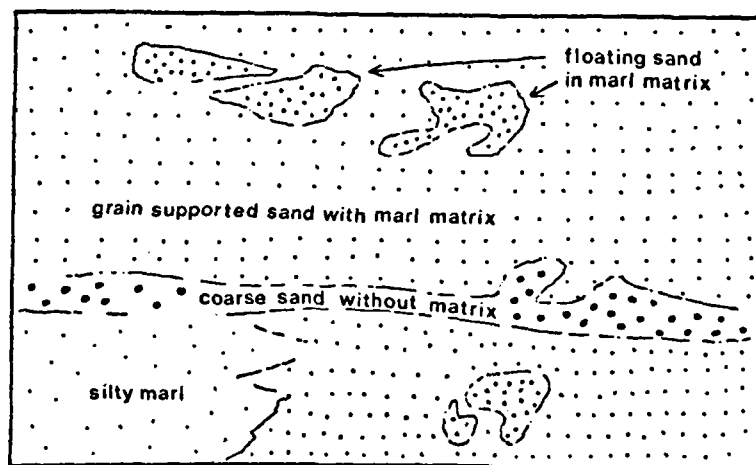 floating sand
in marl matrix
grain supported sand with marl matrix
coarse sand without matrix
silty marl